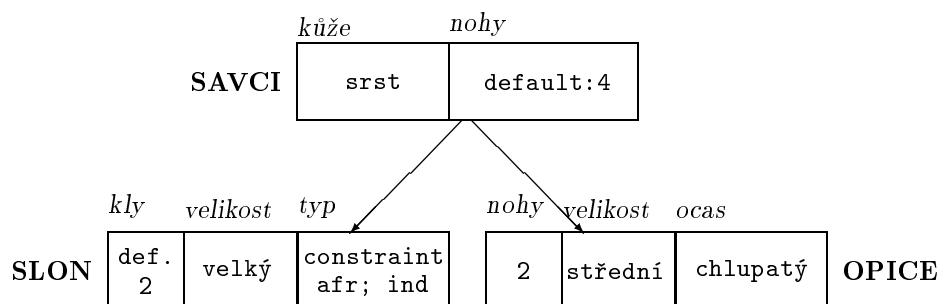 kůže nohy
SAVCI srst default:4
kly velikost typ nohy velikost ocas
SLON def. 2 velký constraint afr; ind 2 střední chlupatý OPICE